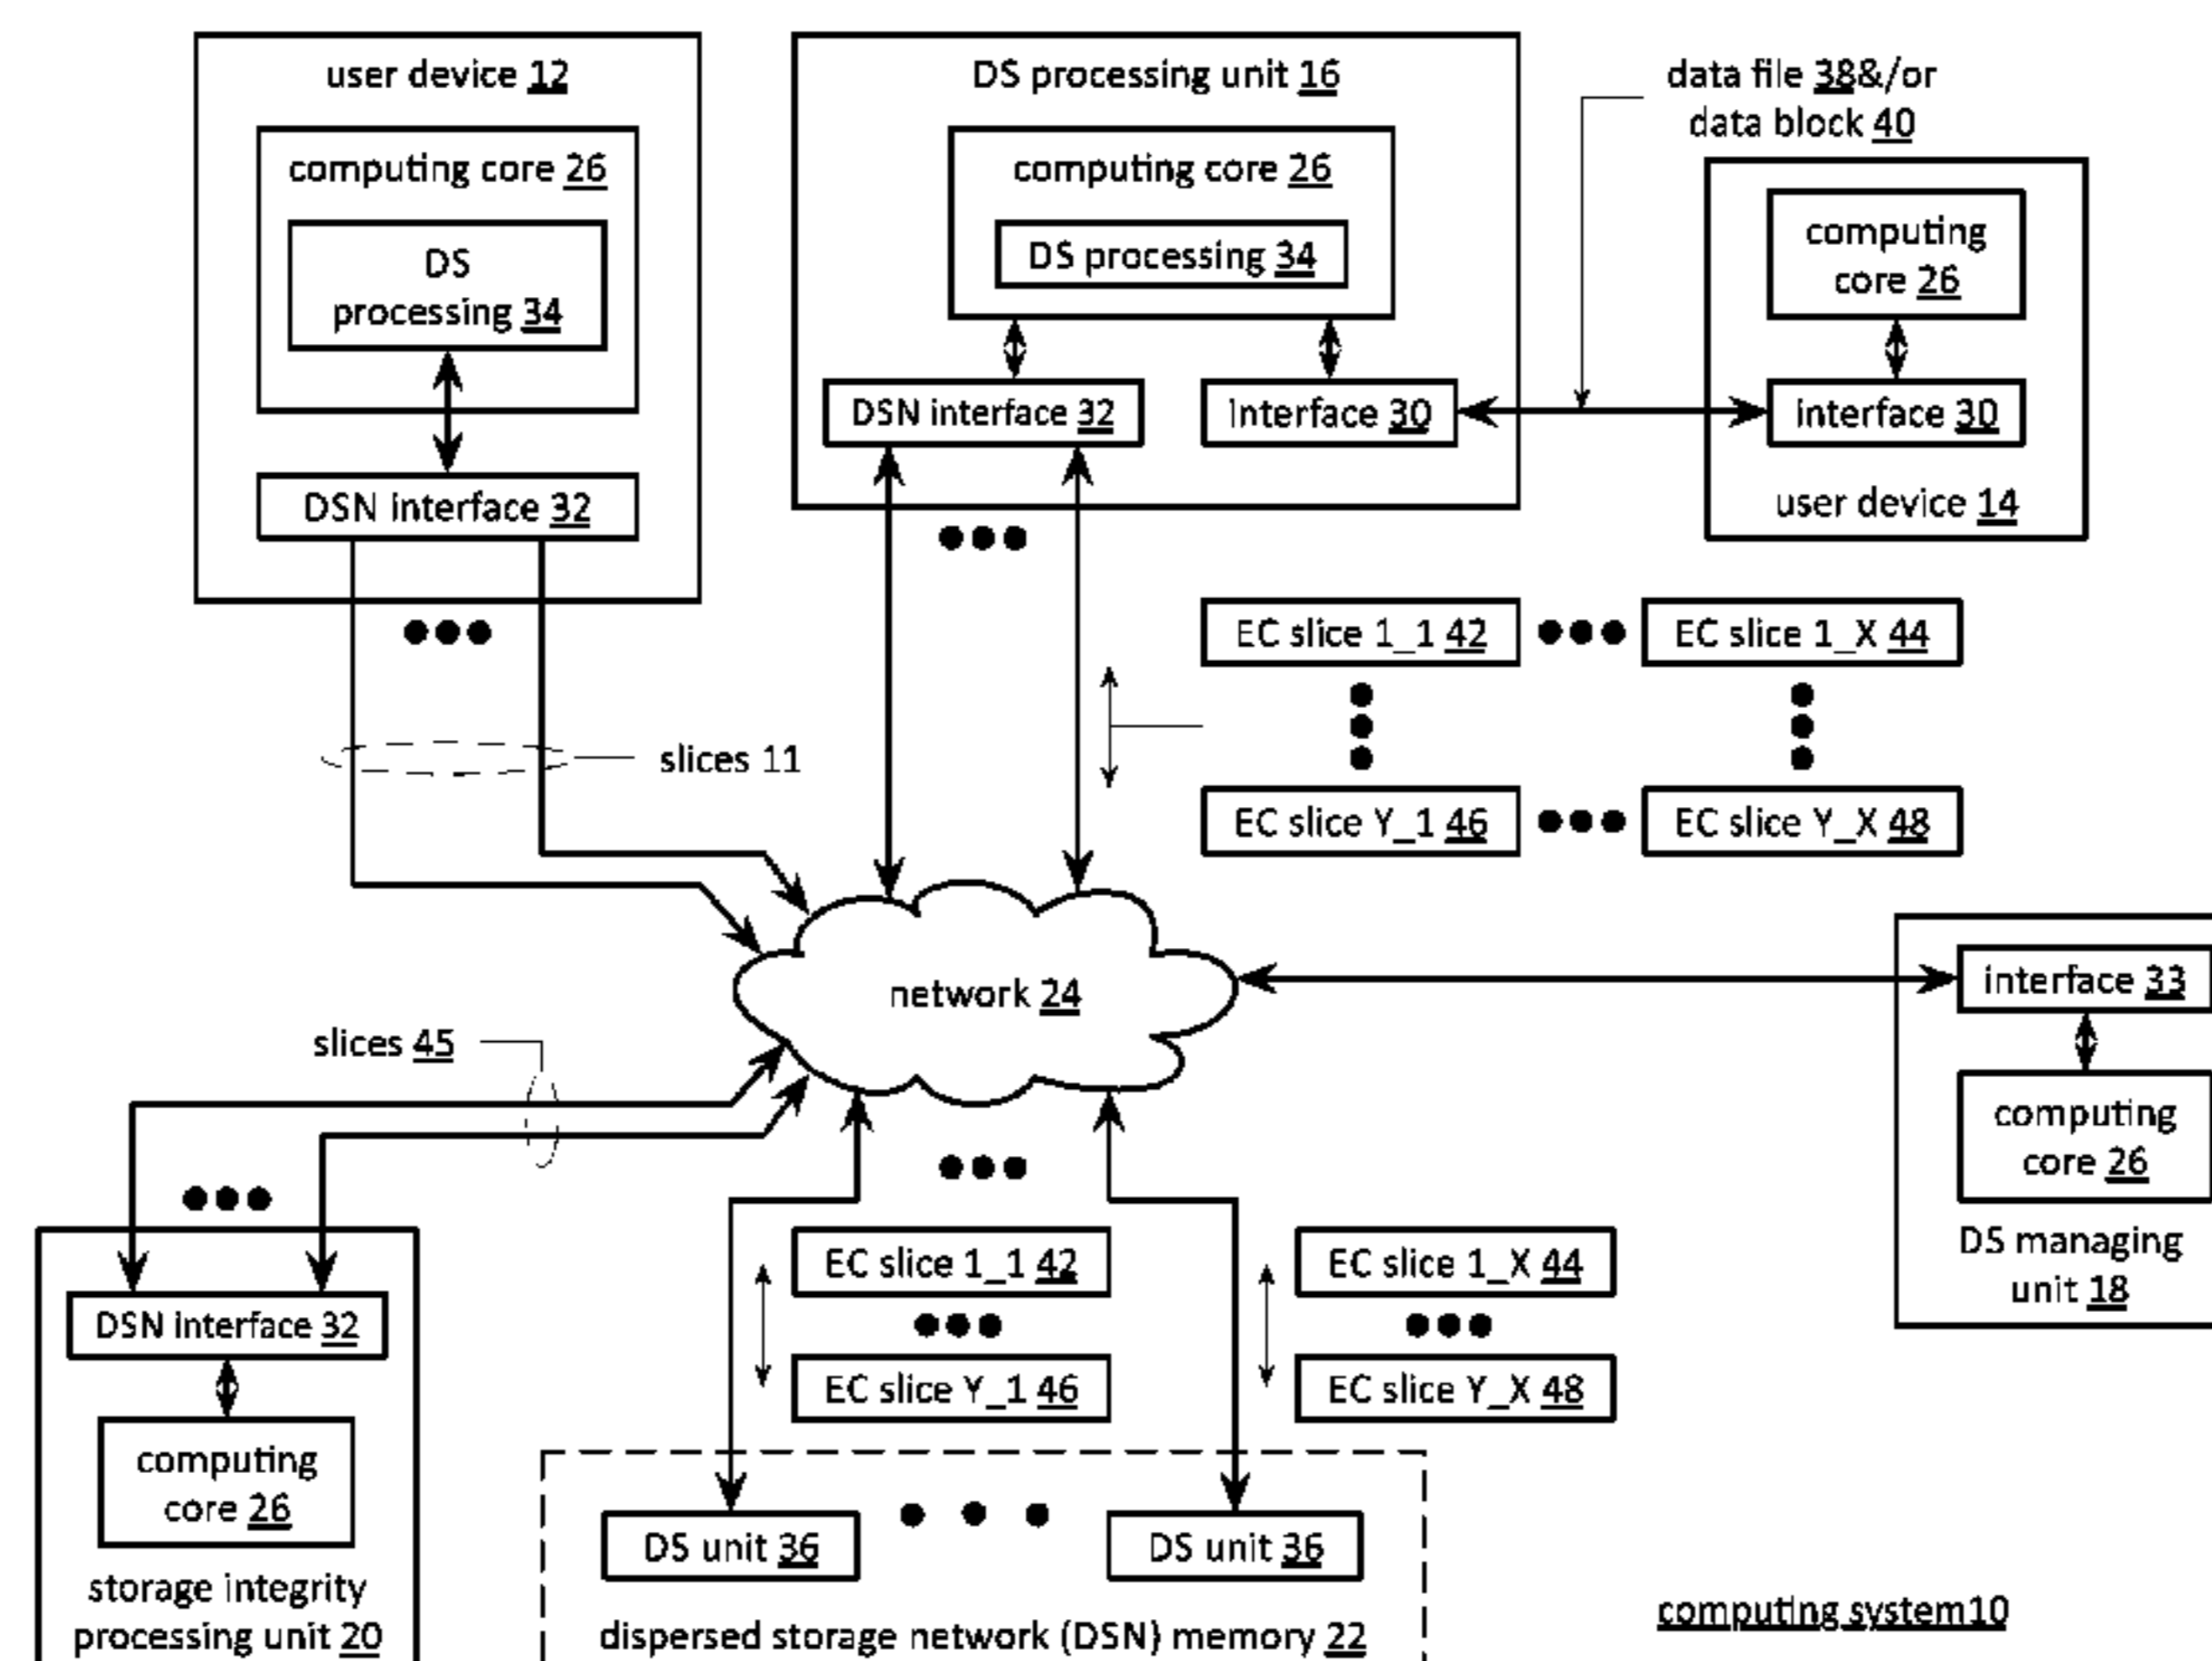 user device 12
computing core 26
DS
processing 34
DSN interface 32
DS processing unit 16
computing core 26
DS processing 34
DSN interface 32
interface 30
data file 38&/or
data block 40
computing
core 26
interface 30
user device 14
EC slice 1_1 42
EC slice 1_X 44
EC slice Y_1 46
EC slice Y_X 48
slices 11
network 24
interface 33
computing
core 26
DS managing
unit 18
slices 45
DSN interface 32
computing
core 26
storage integrity
processing unit 20
EC slice 1_1 42
EC slice Y_1 46
EC slice 1_X 44
EC slice Y_X 48
DS unit 36
DS unit 36
dispersed storage network (DSN) memory 22
computing system10